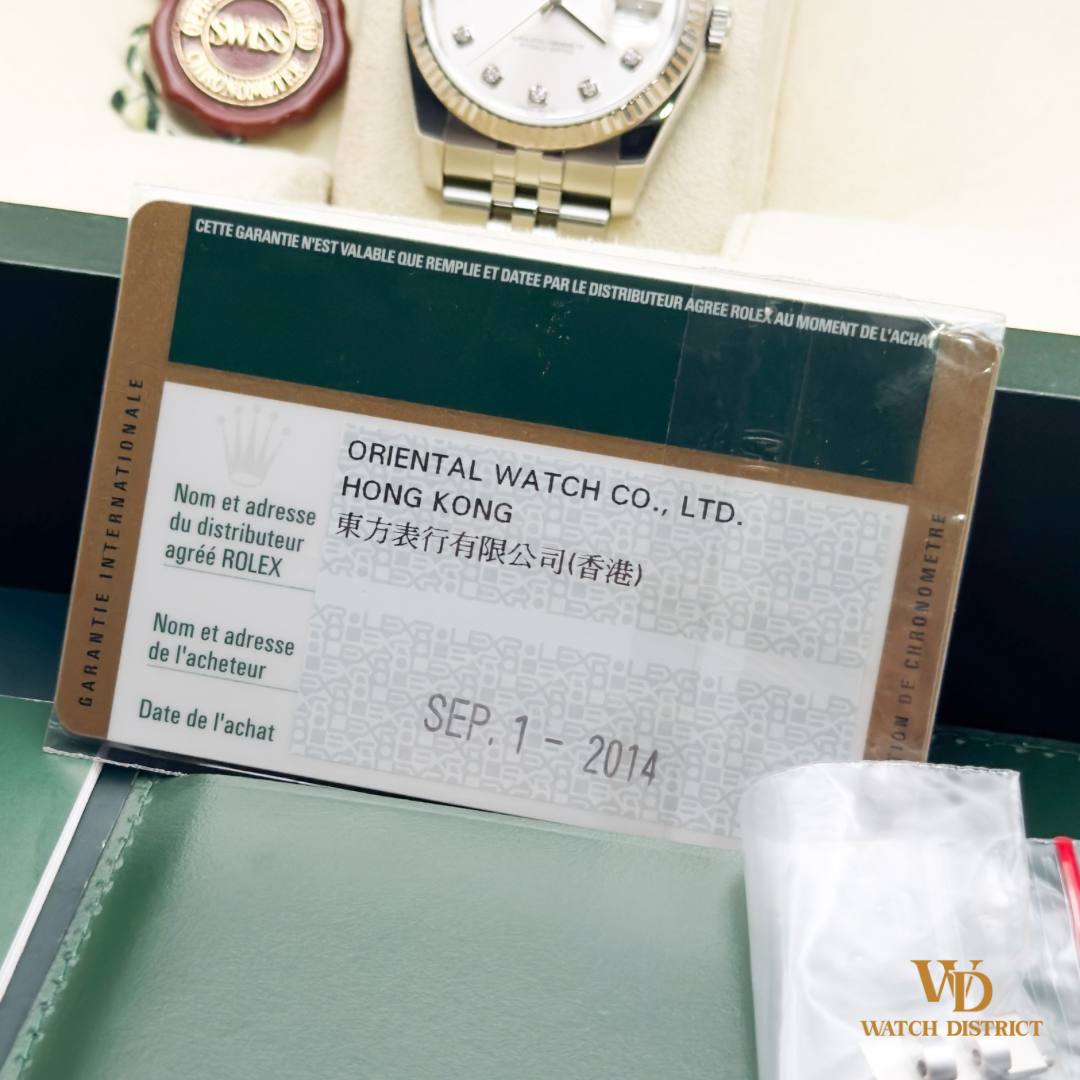 SWISS
CHRONOMETER
CETTE GARANTIE N'EST VALABLE QUE REMPLIE ET DATEE PAR LE DISTRIBUTEUR AGREE ROLEX AU MOMENT DE L'ACHAT
GARANTIE INTERNATIONALE
ORIENTAL WATCH CO., LTD.
HONG KONG
東方表行有限公司(香港)
Nom et adresse
du distributeur
agréé ROLEX
Nom et adresse
de l'acheteur
Date de l'achat
SEP. 1 - 2014
DE CHRONOMETRE
WD
WATCH DISTRICT